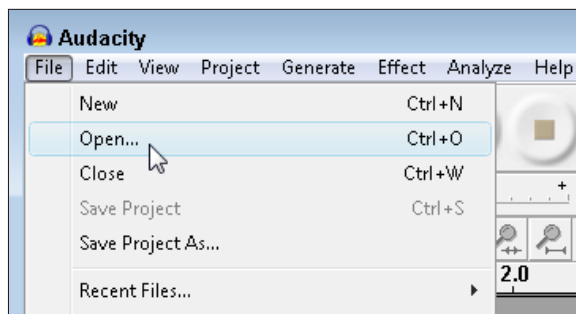 Audacity
File Edit View Project Generate Effect Analyze Help
New Ctrl+N
Open... Ctrl+O
Close Ctrl+W
Save Project Ctrl+S
Save Project As...
Recent Files...
2.0